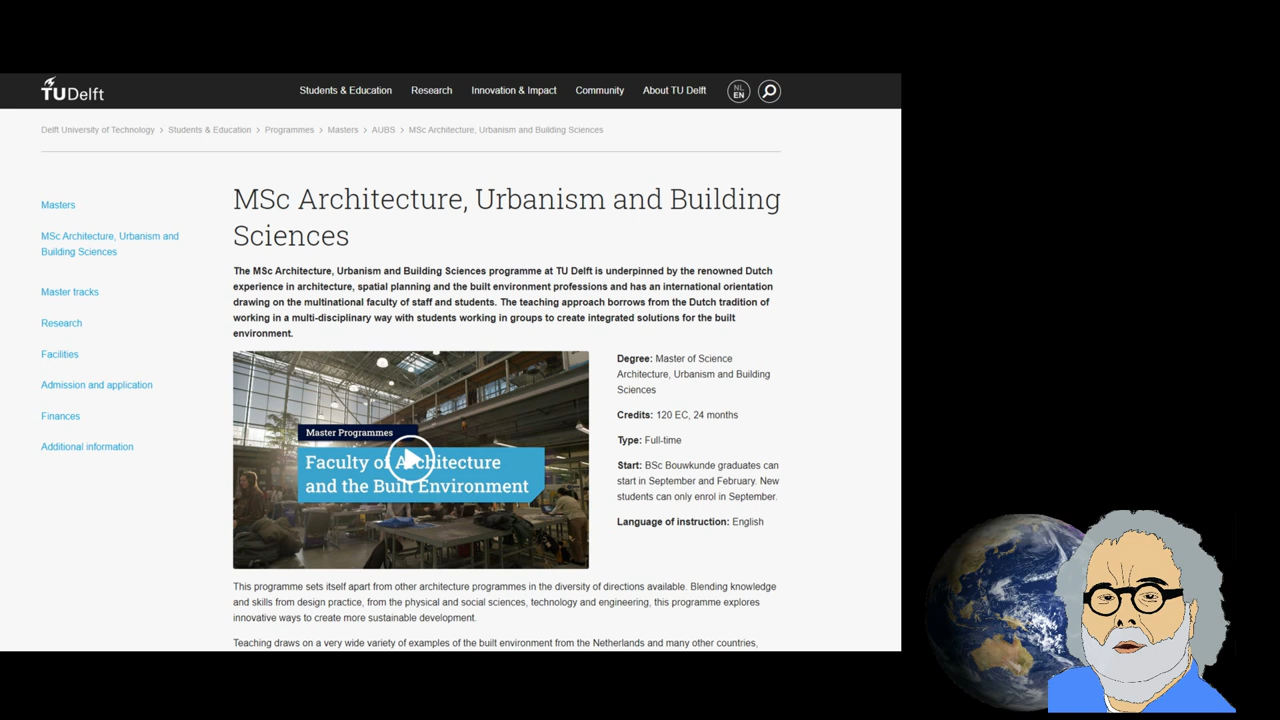 TU Delft
Students & Education
Research
Innovation & Impact
Community
About TU Delft
NL
EN
Delft University of Technology > Students & Education > Programmes > Masters > AUBS > MSc Architecture, Urbanism and Building Sciences
Masters
MSc Architecture, Urbanism and
Building Sciences
Master tracks
Research
Facilities
Admission and application
Finances
Additional information
MSc Architecture, Urbanism and Building
Sciences
The MSc Architecture, Urbanism and Building Sciences programme at TU Delft is underpinned by the renowned Dutch
experience in architecture, spatial planning and the built environment professions and has an international orientation
drawing on the multinational faculty of staff and students. The teaching approach borrows from the Dutch tradition of
working in a multi-disciplinary way with students working in groups to create integrated solutions for the built
environment.
Master Programmes
Faculty of Architecture
and the Built Environment
Degree: Master of Science
Architecture, Urbanism and Building
Sciences
Credits: 120 EC, 24 months
Type: Full-time
Start: BSc Bouwkunde graduates can
start in September and February. New
students can only enrol in September.
Language of instruction: English
This programme sets itself apart from other architecture programmes in the diversity of directions available. Blending knowledge
and skills from design practice, from the physical and social sciences, technology and engineering, this programme explores
innovative ways to create more sustainable development.
Teaching draws on a very wide variety of examples of the built environment from the Netherlands and many other countries,